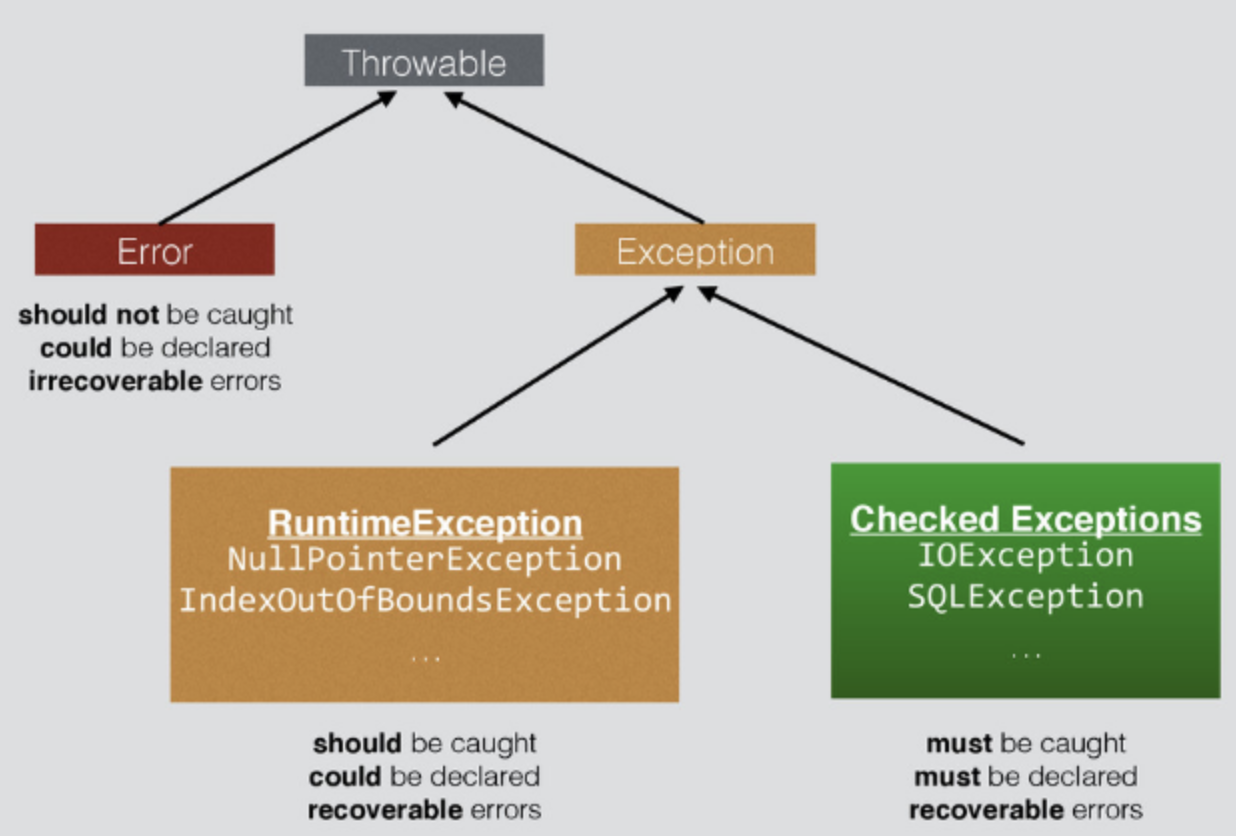 Throwable
Error
Exception
should not be caught
could be declared
irrecoverable errors
RuntimeException
NullPointerException
IndexOutOfBoundsException
...
Checked Exceptions
IOException
SQLException
...
should be caught
could be declared
recoverable errors
must be caught
must be declared
recoverable errors